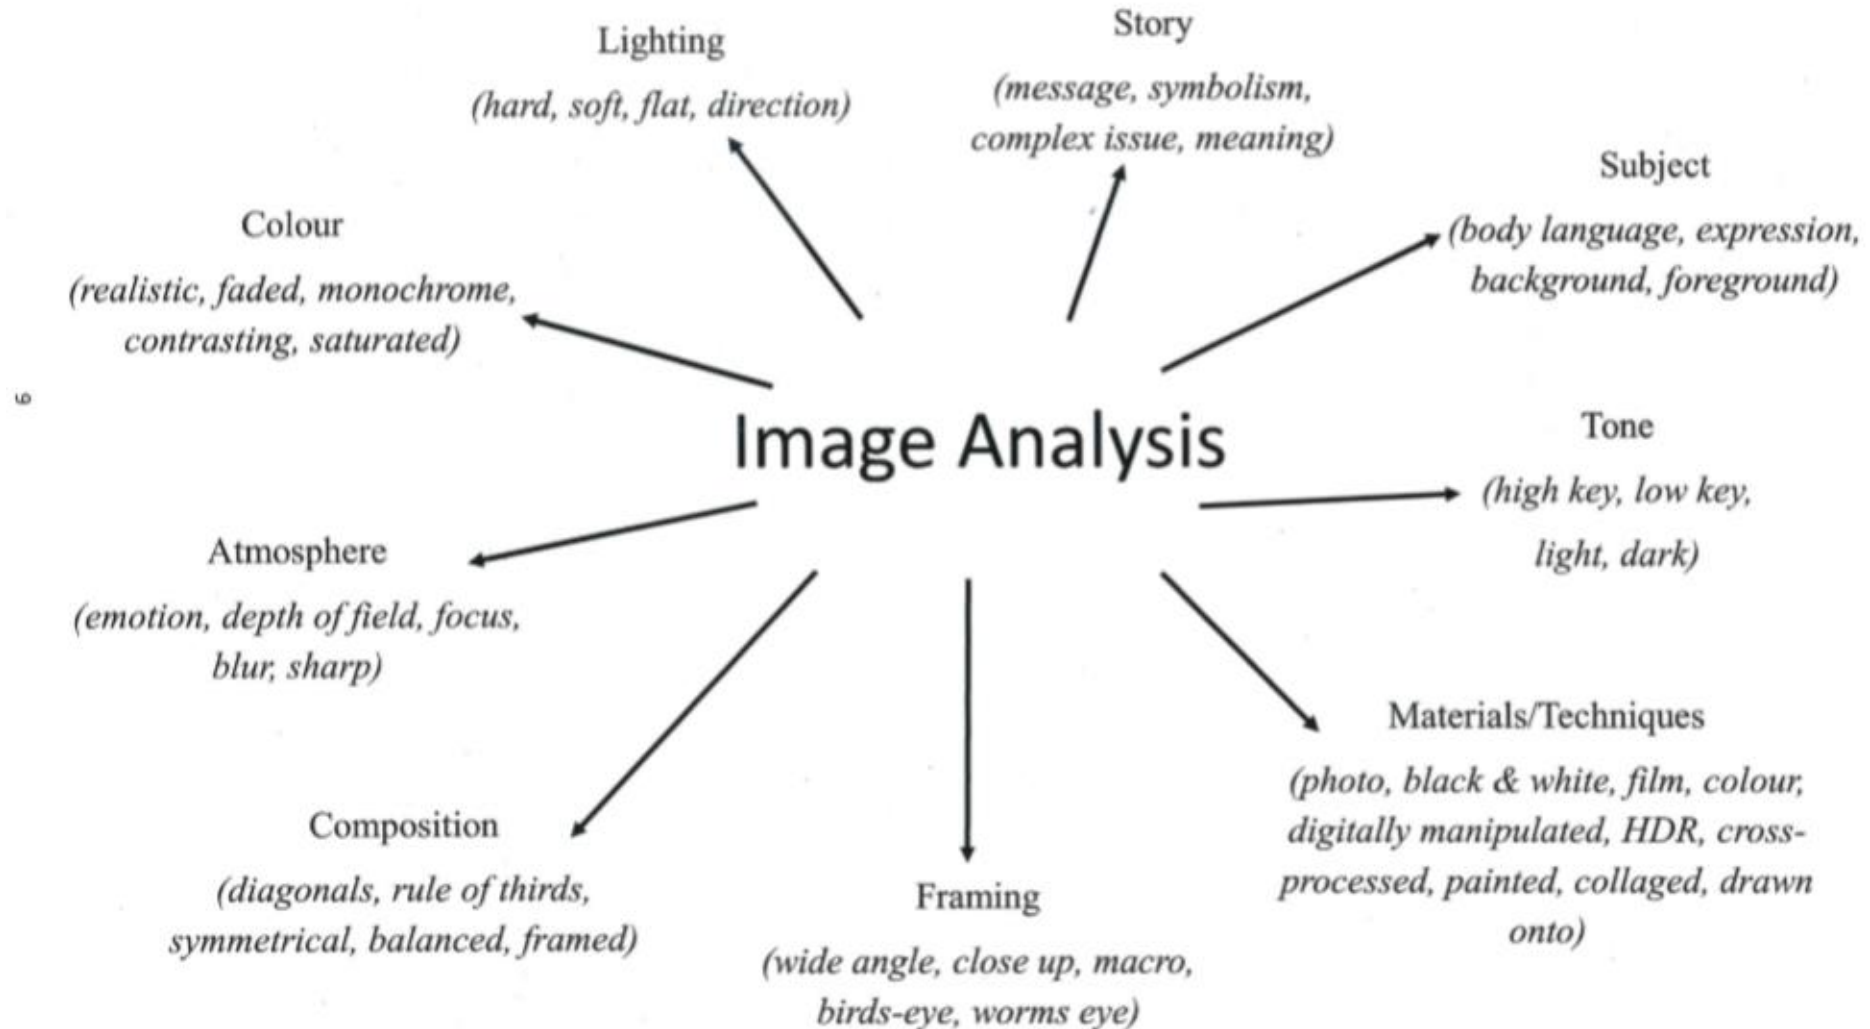 Lighting
(hard, soft, flat, direction)
Story
(message, symbolism,
complex issue, meaning)
Subject
(body language, expression,
background, foreground)
Colour
(realistic, faded, monochrome,
contrasting, saturated)
Image Analysis
Tone
(high key, low key,
light, dark)
Atmosphere
(emotion, depth of field, focus,
blur, sharp)
Materials/Techniques
(photo, black & white, film, colour,
digitally manipulated, HDR, cross-
processed, painted, collaged, drawn
onto)
Composition
(diagonals, rule of thirds,
symmetrical, balanced, framed)
Framing
(wide angle, close up, macro,
birds-eye, worms eye)